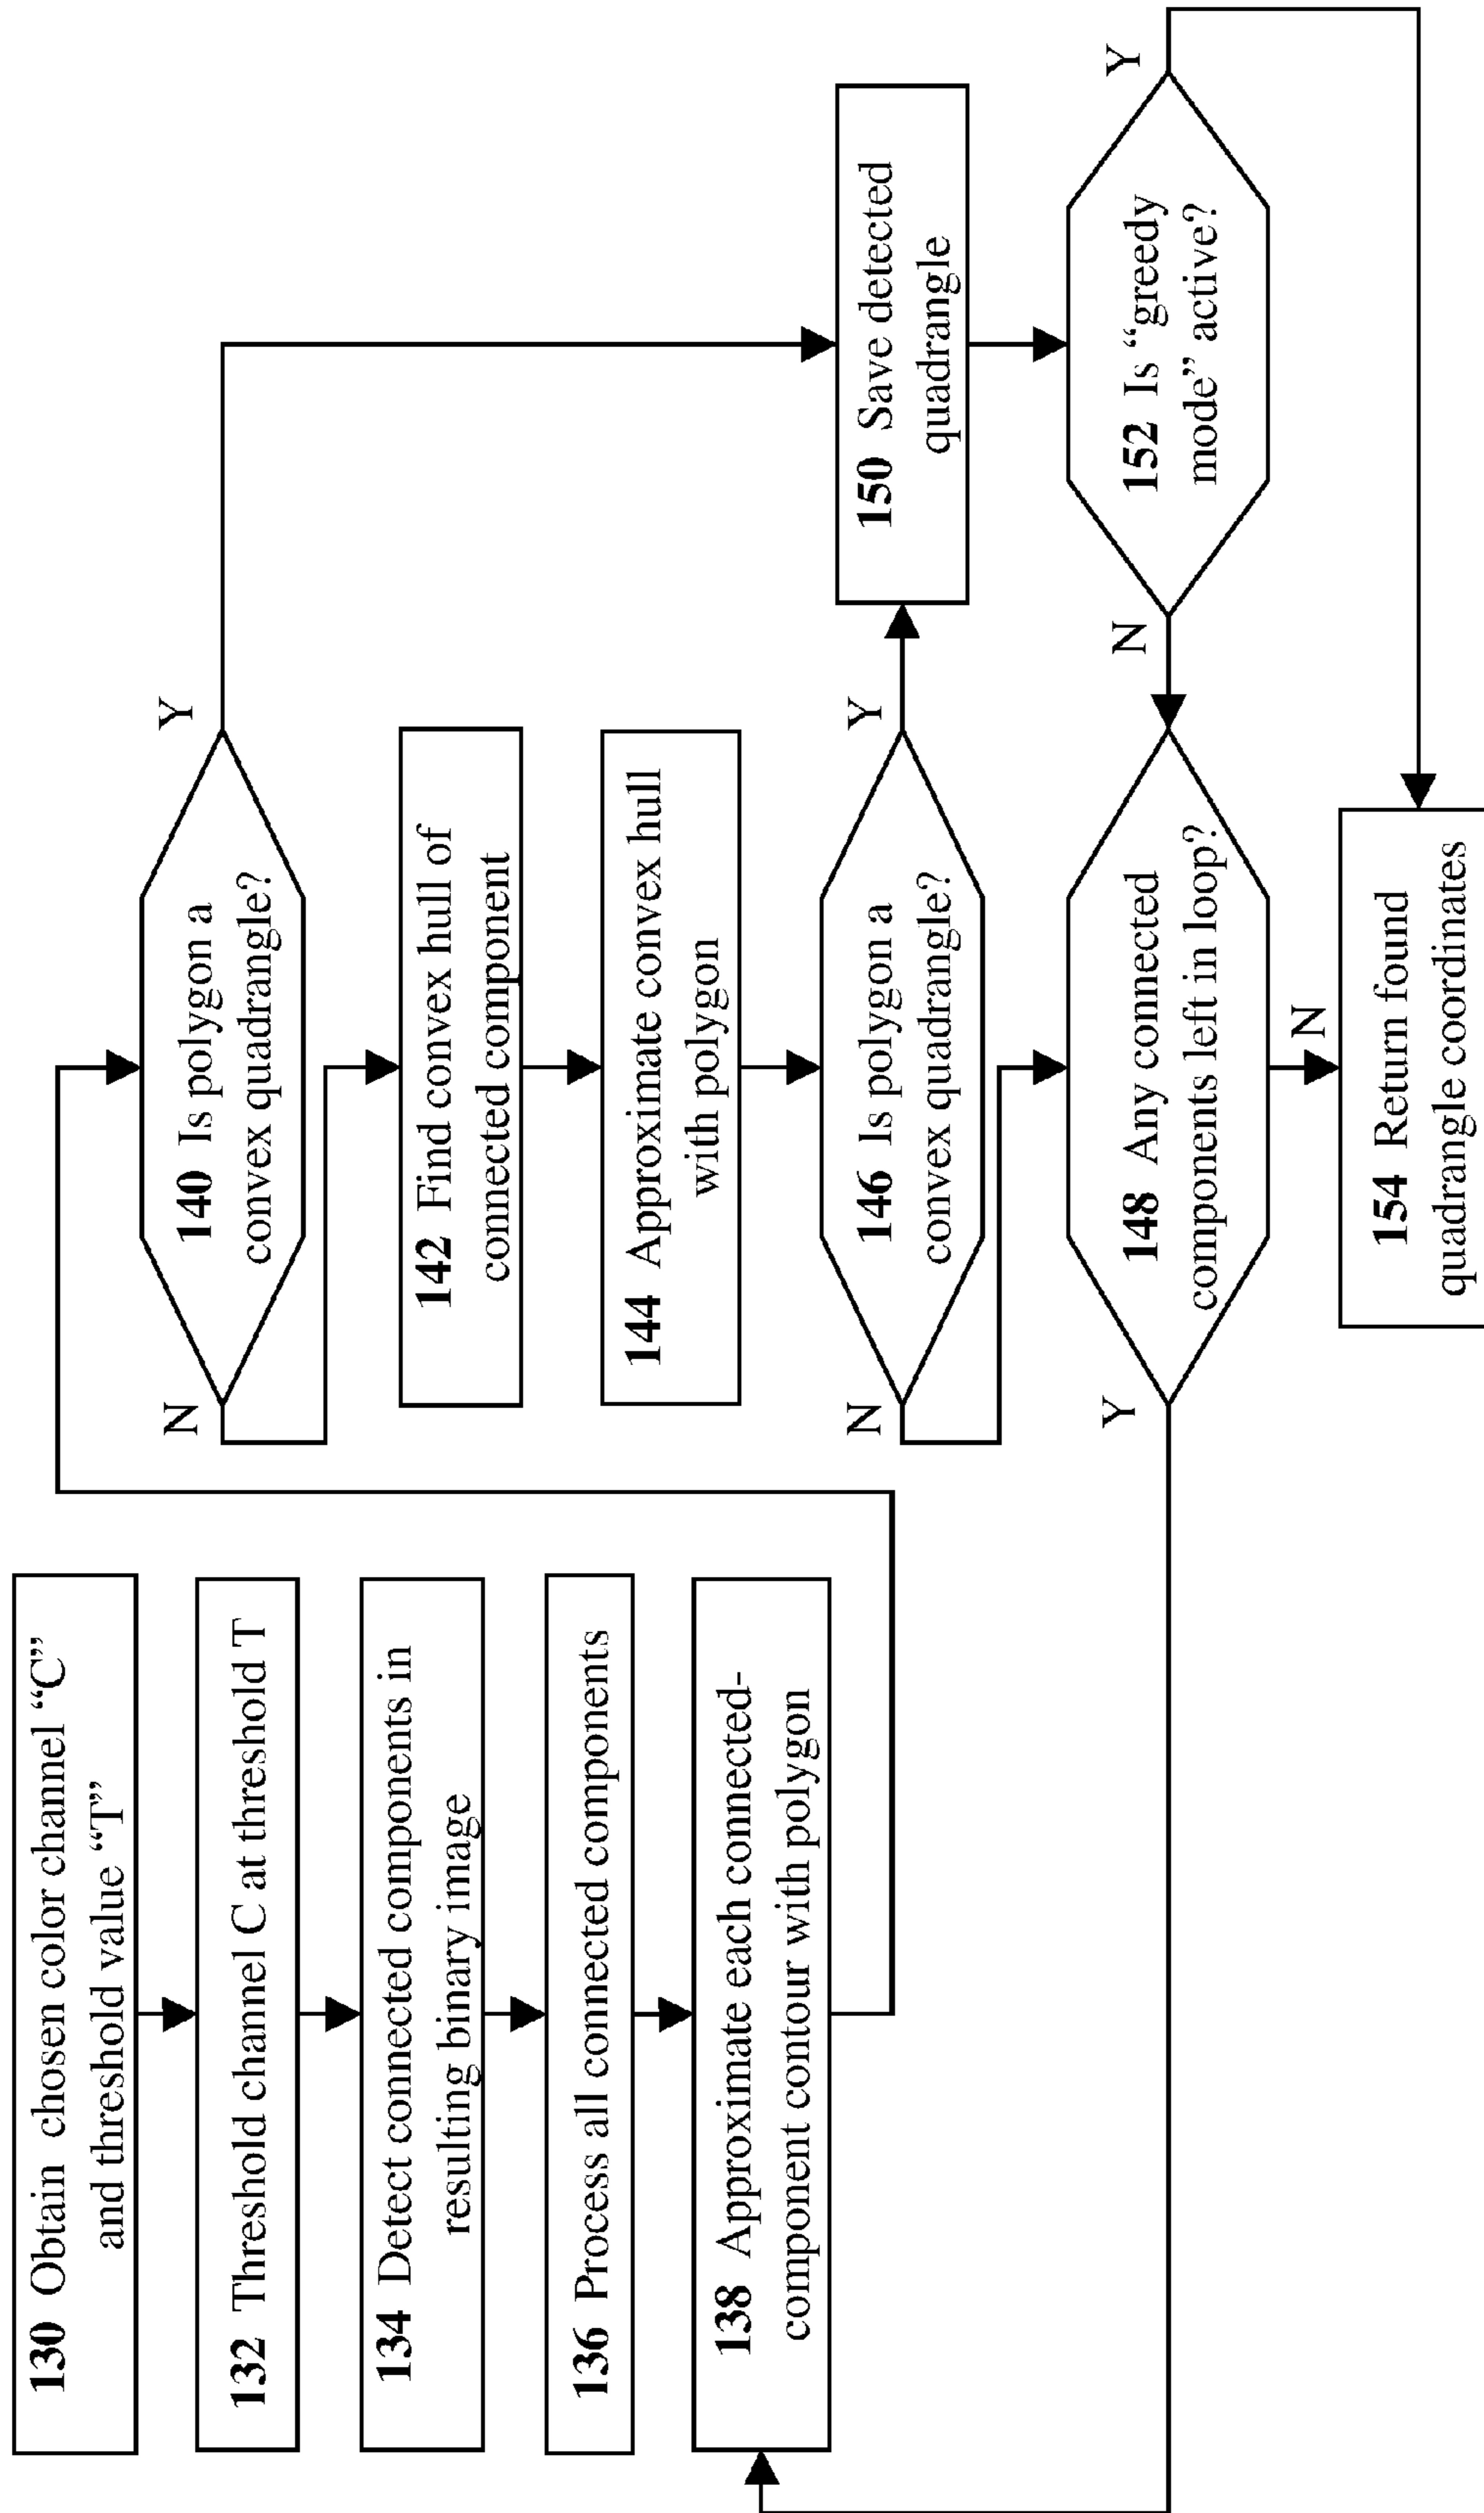 130 Obtain chosen color channel “C”
and threshold value “T”
132 Threshold channel C at threshold T
134 Detect connected components in
resulting binary image
136 Process all connected components
138 Approximate each connected-
component contour with polygon
140 Is polygon a
convex quadrangle?
N
Y
142 Find convex hull of
connected component
144 Approximate convex hull
with polygon
146 Is polygon a
convex quadrangle?
N
Y
148 Any connected
components left in loop?
Y
N
150 Save detected
quadrangle
152 Is “greedy
mode” active?
N
Y
154 Return found
quadrangle coordinates